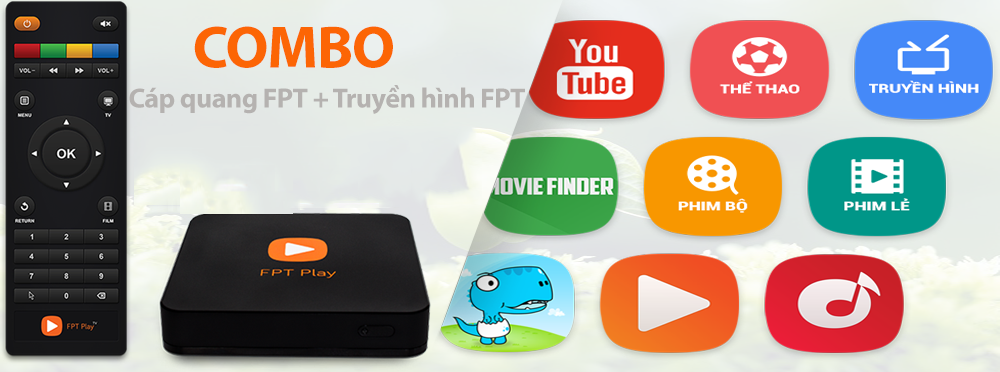 COMBO
Cáp quang FPT + Truyền hình FPT
VOL− VOL+
MENU TV
OK
RETURN FILM
1 2 3
4 5 6
7 8 9
0
FPT Play TV
FPT Play
You
Tube
THỂ THAO
TRUYỀN HÌNH
MOVIE FINDER
PHIM BỘ
PHIM LẺ